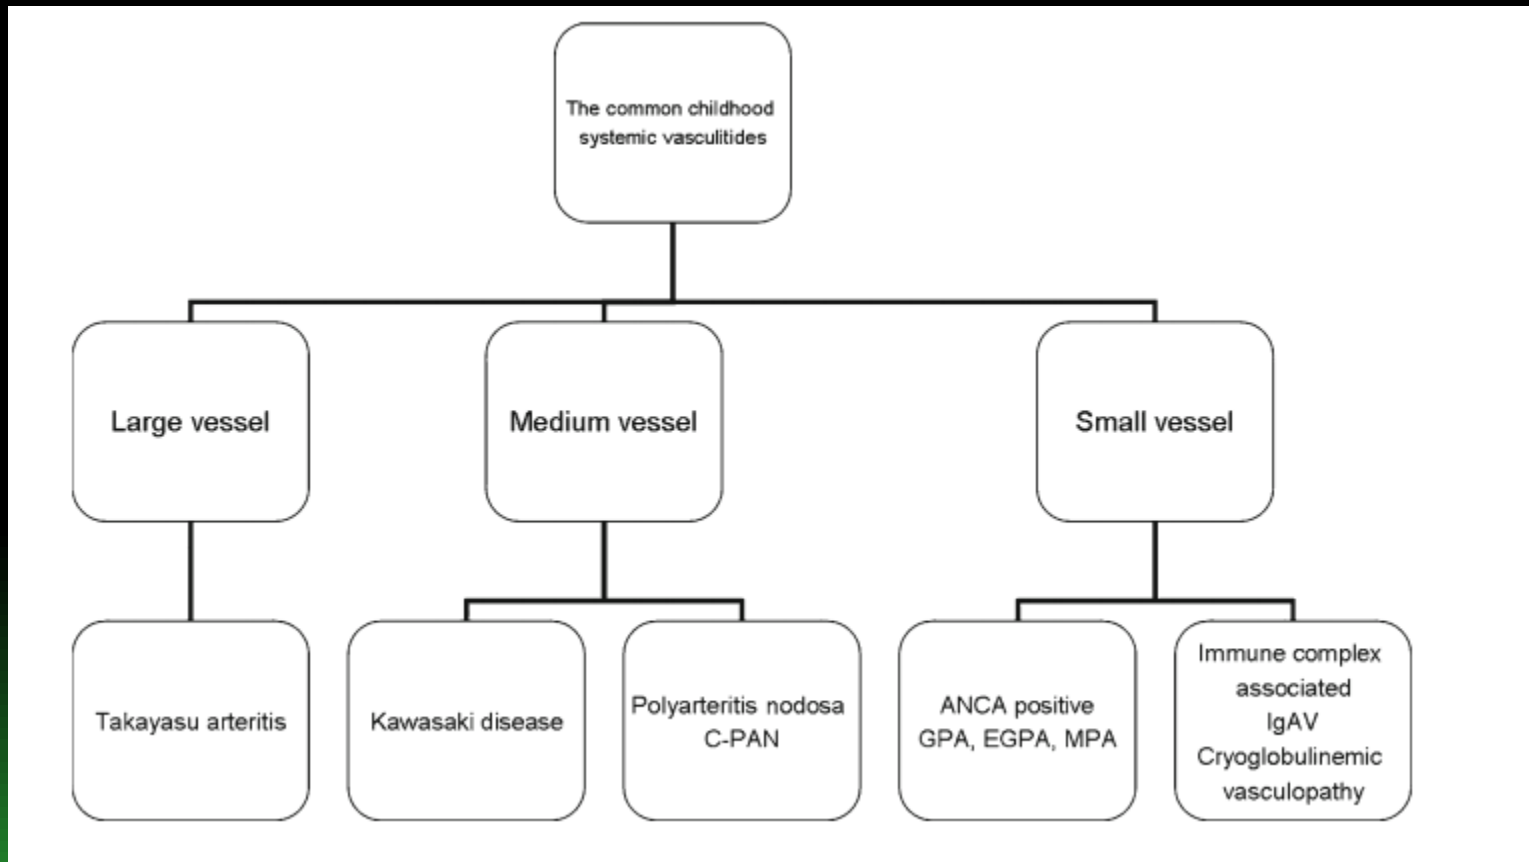 The common childhood
systemic vasculitides
Large vessel
Medium vessel
Small vessel
Takayasu arteritis
Kawasaki disease
Polyarteritis nodosa
C-PAN
ANCA positive
GPA, EGPA, MPA
Immune complex
associated
IgAV
Cryoglobulinemic
vasculopathy